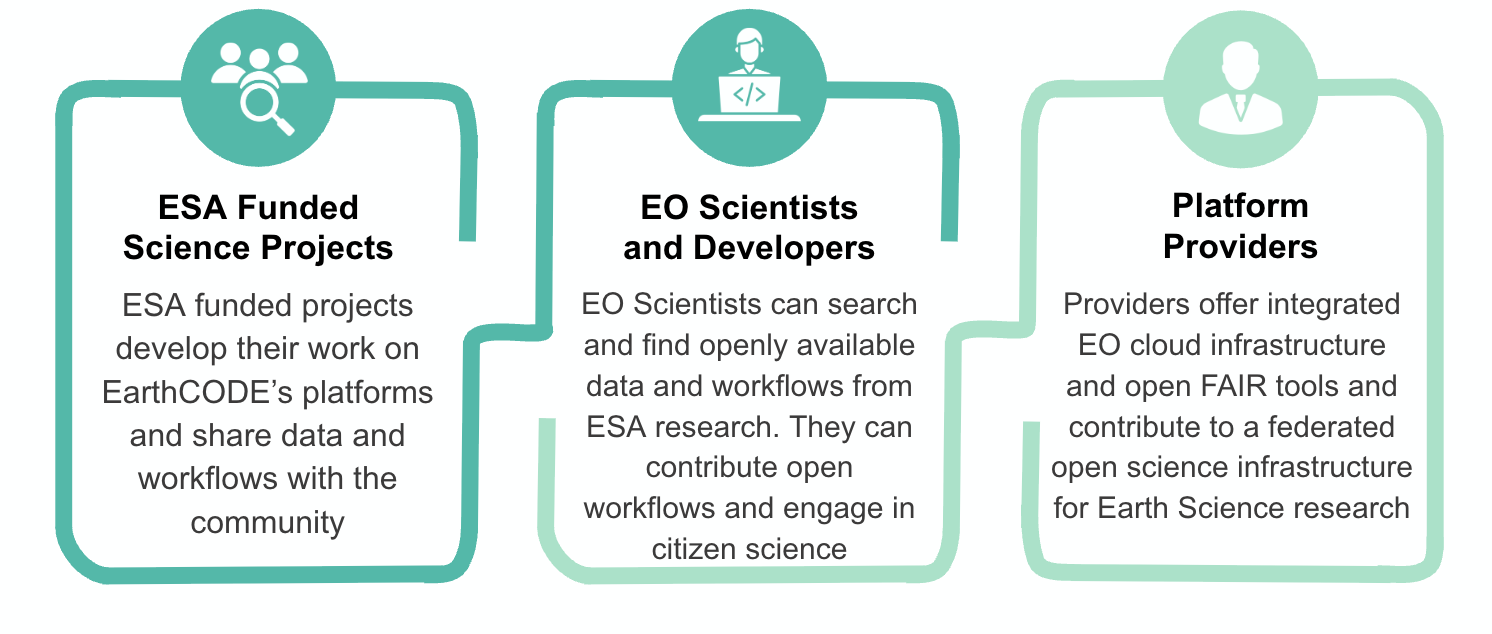 </>
ESA Funded
Science Projects
ESA funded projects
develop their work on
EarthCODE’s platforms
and share data and
workflows with the
community
EO Scientists
and Developers
EO Scientists can search
and find openly available
data and workflows from
ESA research. They can
contribute open
workflows and engage in
citizen science
Platform
Providers
Providers offer integrated
EO cloud infrastructure
and open FAIR tools and
contribute to a federated
open science infrastructure
for Earth Science research